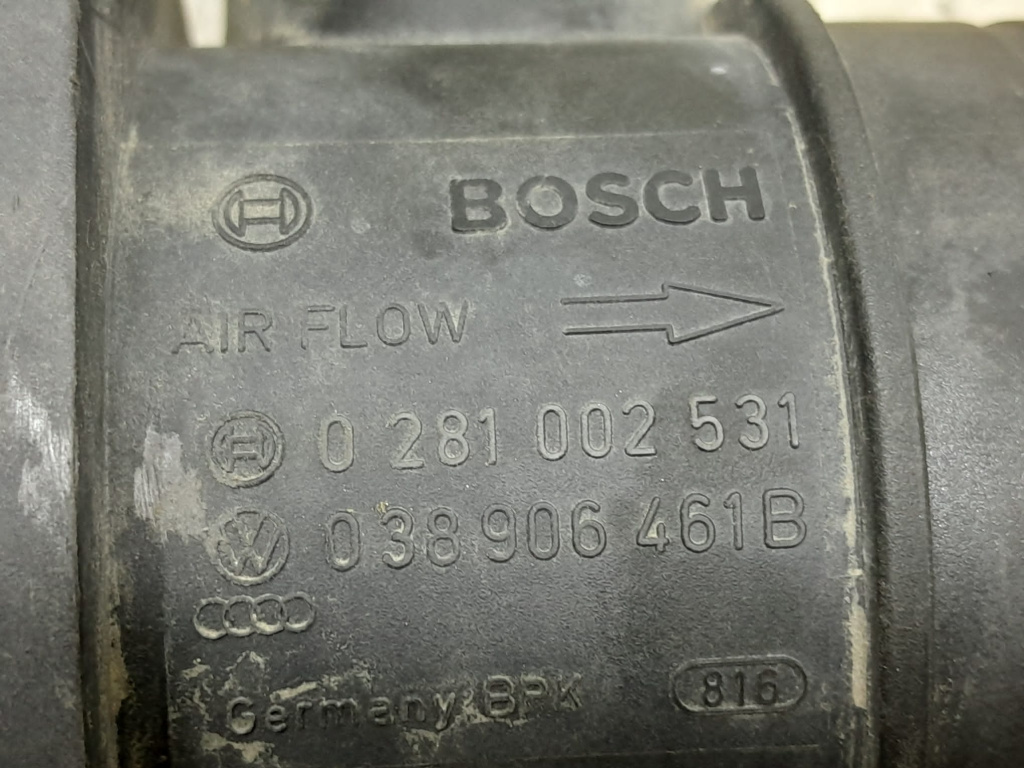 BOSCH
AIR FLOW
0 281 002 531
038 906 461B
Germany BPK 816